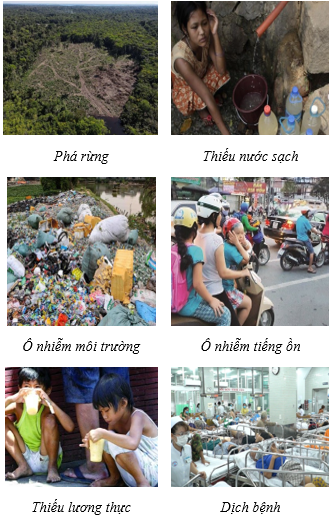 Phá rừng
Thiếu nước sạch
Ô nhiễm môi trường
Ô nhiễm tiếng ồn
Thiếu lương thực
Dịch bệnh